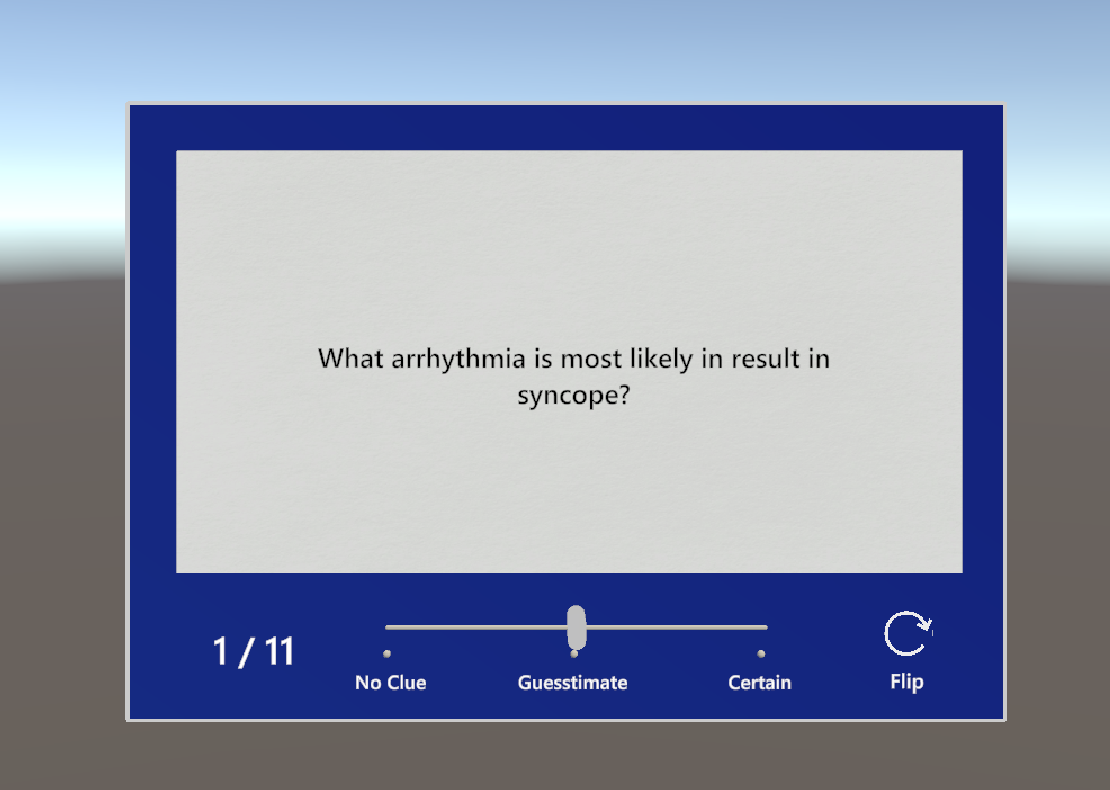 What arrhythmia is most likely in result in
syncope?
1 / 11
No Clue
Guesstimate
Certain
Flip